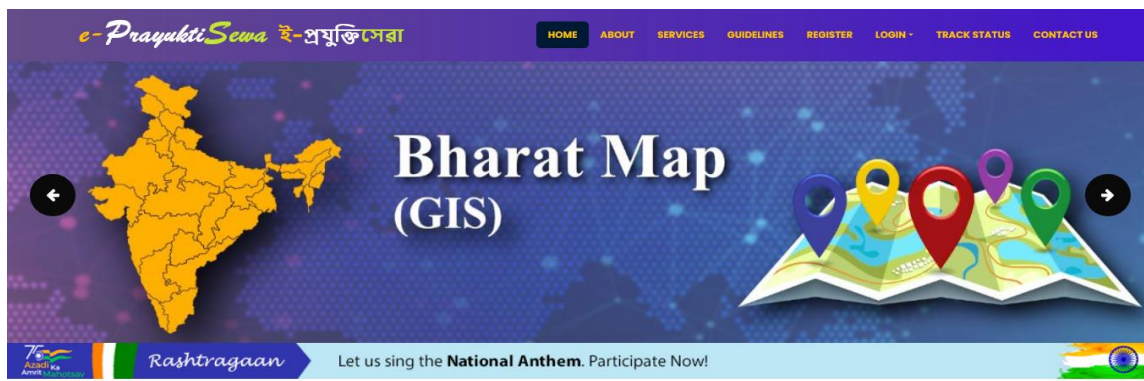 e-PrayuktiSewa ই-প্রযুক্তিসেৱা
HOME ABOUT SERVICES GUIDELINES REGISTER LOGIN TRACK STATUS CONTACT US
Bharat Map
(GIS)
75 Azadi Ka Amrit Mahotsav
Rashtragaan
Let us sing the National Anthem. Participate Now!